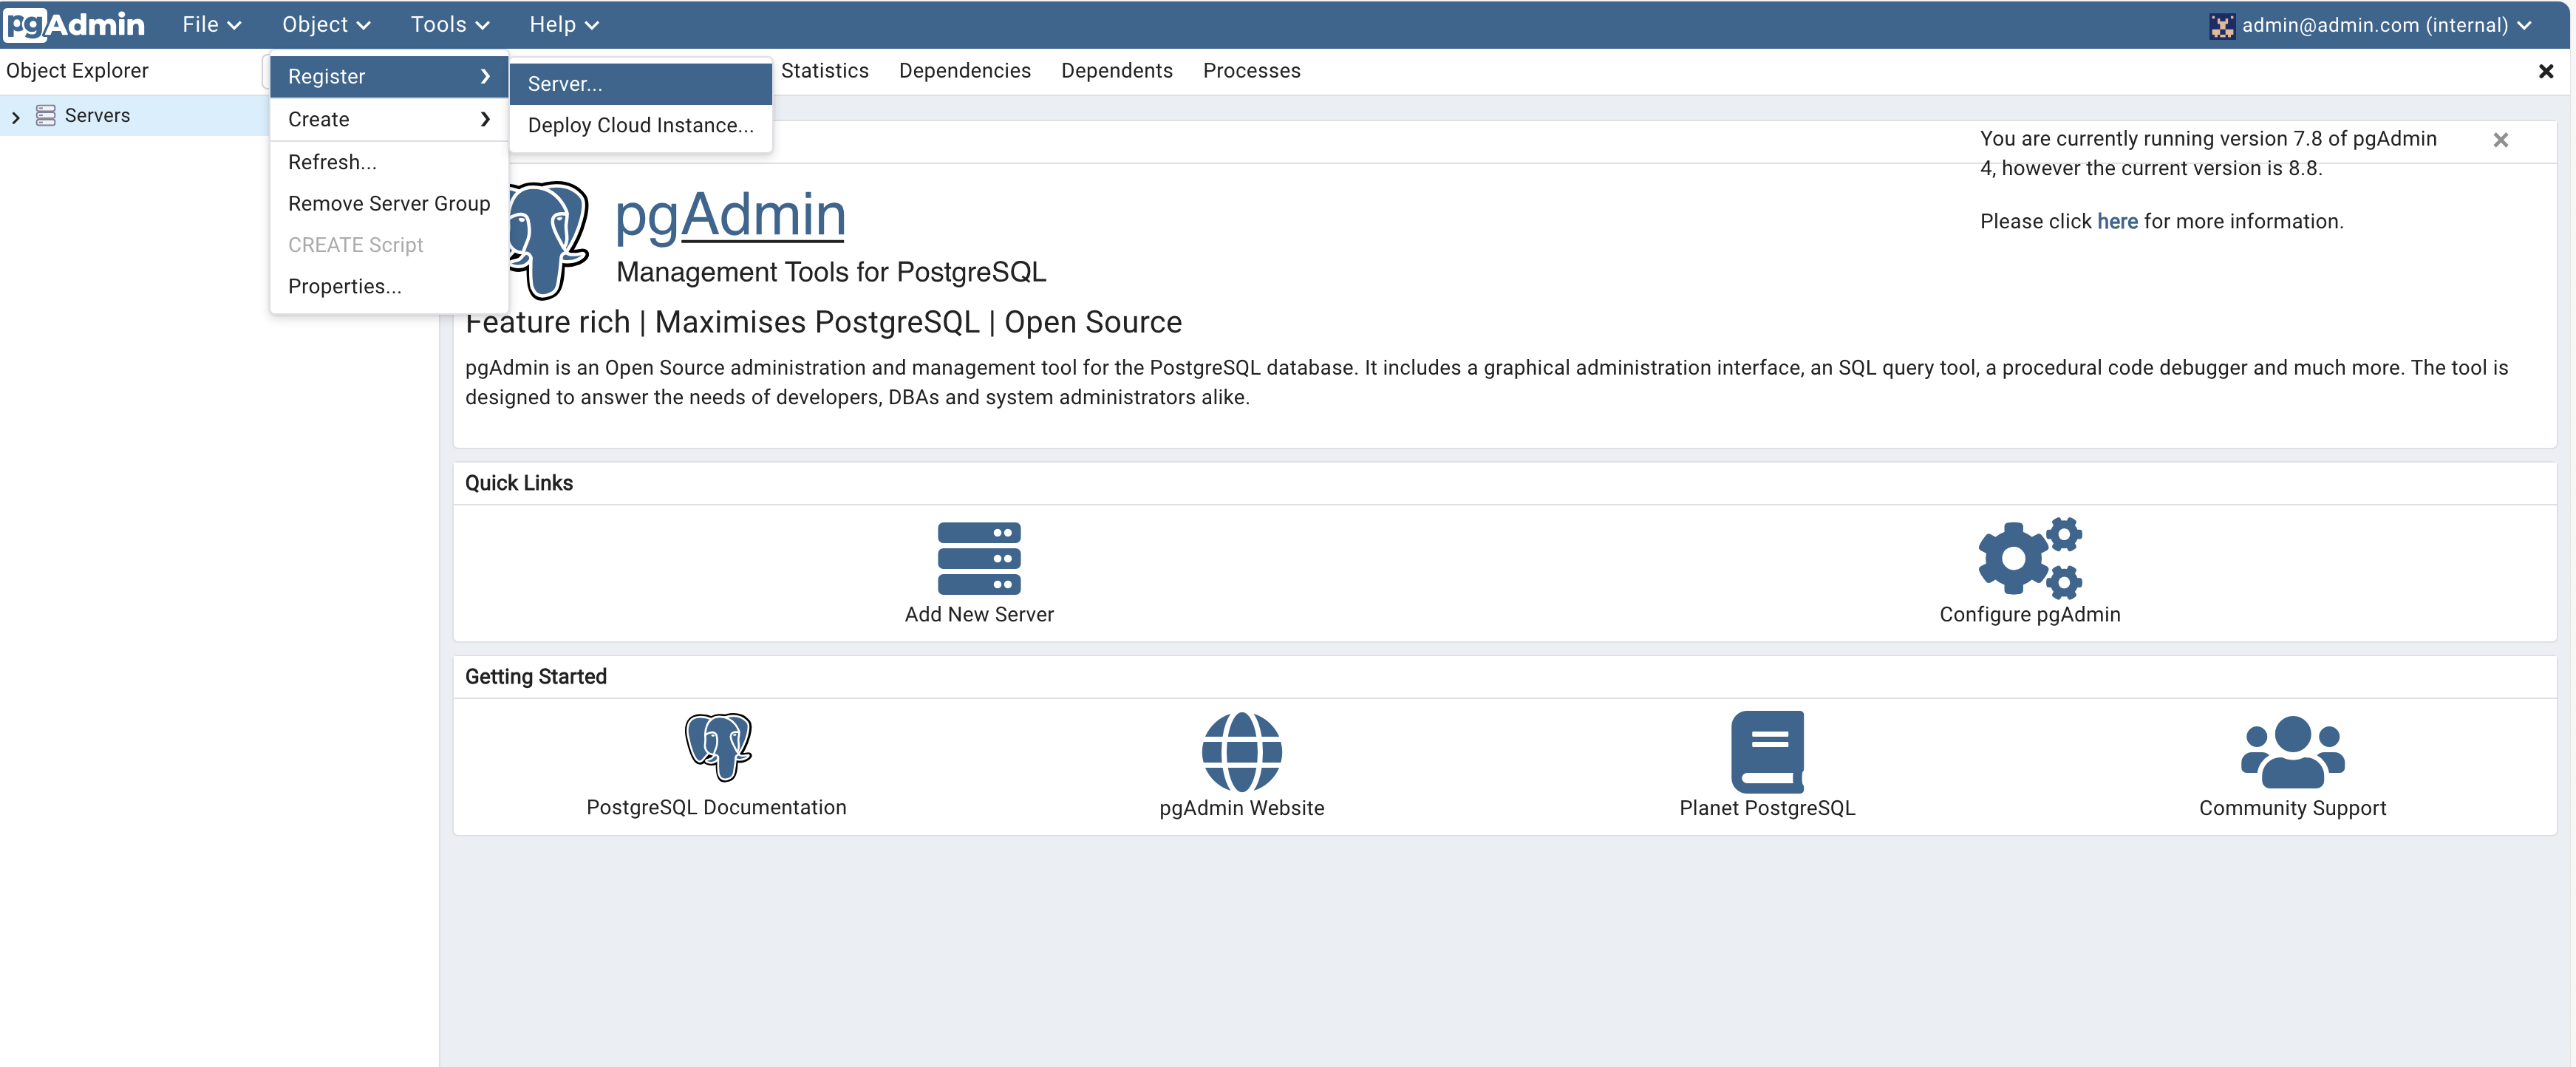 pgAdmin File Object Tools Help admin@admin.com (internal)
Object Explorer Statistics Dependencies Dependents Processes
Servers
Register
Create
Refresh...
Remove Server Group
CREATE Script
Properties...
Server...
Deploy Cloud Instance...
You are currently running version 7.8 of pgAdmin
4, however the current version is 8.8.
Please click here for more information.
pgAdmin
Management Tools for PostgreSQL
Feature rich | Maximises PostgreSQL | Open Source
pgAdmin is an Open Source administration and management tool for the PostgreSQL database. It includes a graphical administration interface, an SQL query tool, a procedural code debugger and much more. The tool is
designed to answer the needs of developers, DBAs and system administrators alike.
Quick Links
Add New Server
Configure pgAdmin
Getting Started
PostgreSQL Documentation
pgAdmin Website
Planet PostgreSQL
Community Support